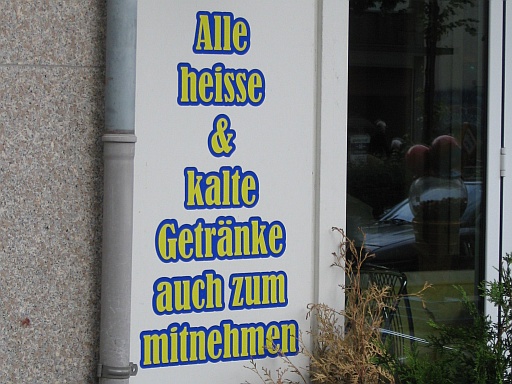 Alle
heisse
&
kalte
Getränke
auch zum
mitnehmen